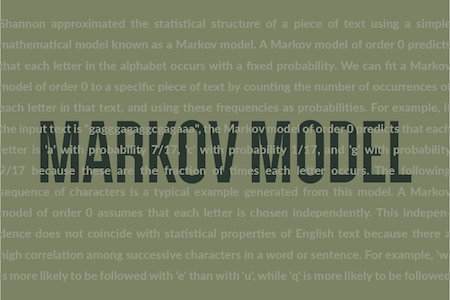 Shannon approximated the statistical structure of a piece of text using a simple
mathematical model known as a Markov model. A Markov model of order 0 predicts
that each letter in the alphabet occurs with a fixed probability. We can fit a Markov
model of order 0 to a specific piece of text by counting the number of occurrences of
each letter in that text, and using these frequencies as probabilities. For example, if
the input text is "gagggagaggcgagaaa", the Markov model of order 0 predicts that each
letter is 'a' with probability 7/17, 'c' with probability 1/17, and 'g' with probability
MARKOV MODEL
9/17 because these are the fraction of times each letter occurs. The following
sequence of characters is a typical example generated from this model. A Markov
model of order 0 assumes that each letter is chosen independently. This indepen-
dence does not coincide with statistical properties of English text because there a
high correlation among successive characters in a word or sentence. For example, 'w'
is more likely to be followed with 'e' than with 'u', while 'q' is more likely to be followed